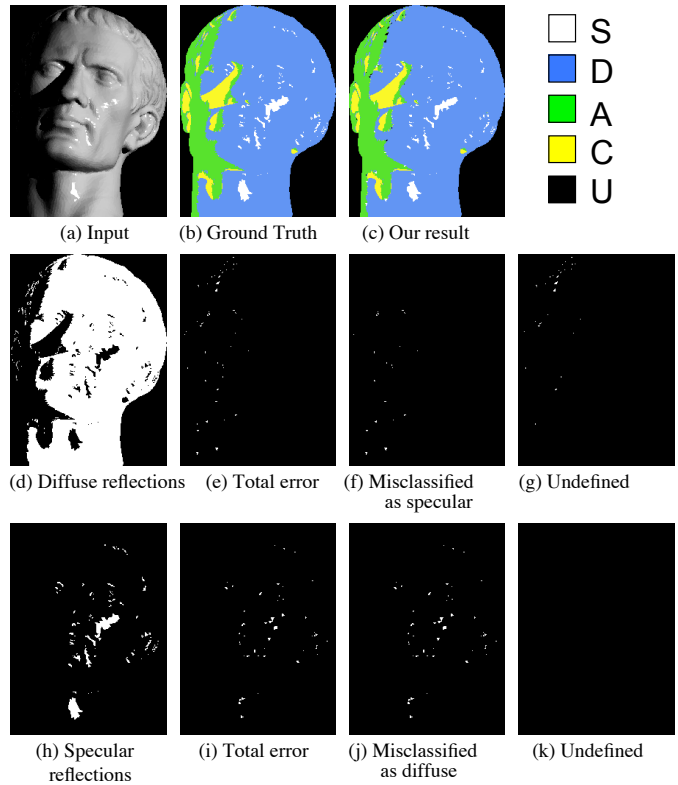 S
D
A
C
U
(a) Input
(b) Ground Truth
(c) Our result
(d) Diffuse reflections
(e) Total error
(f) Misclassified
as specular
(g) Undefined
(h) Specular
reflections
(i) Total error
(j) Misclassified
as diffuse
(k) Undefined